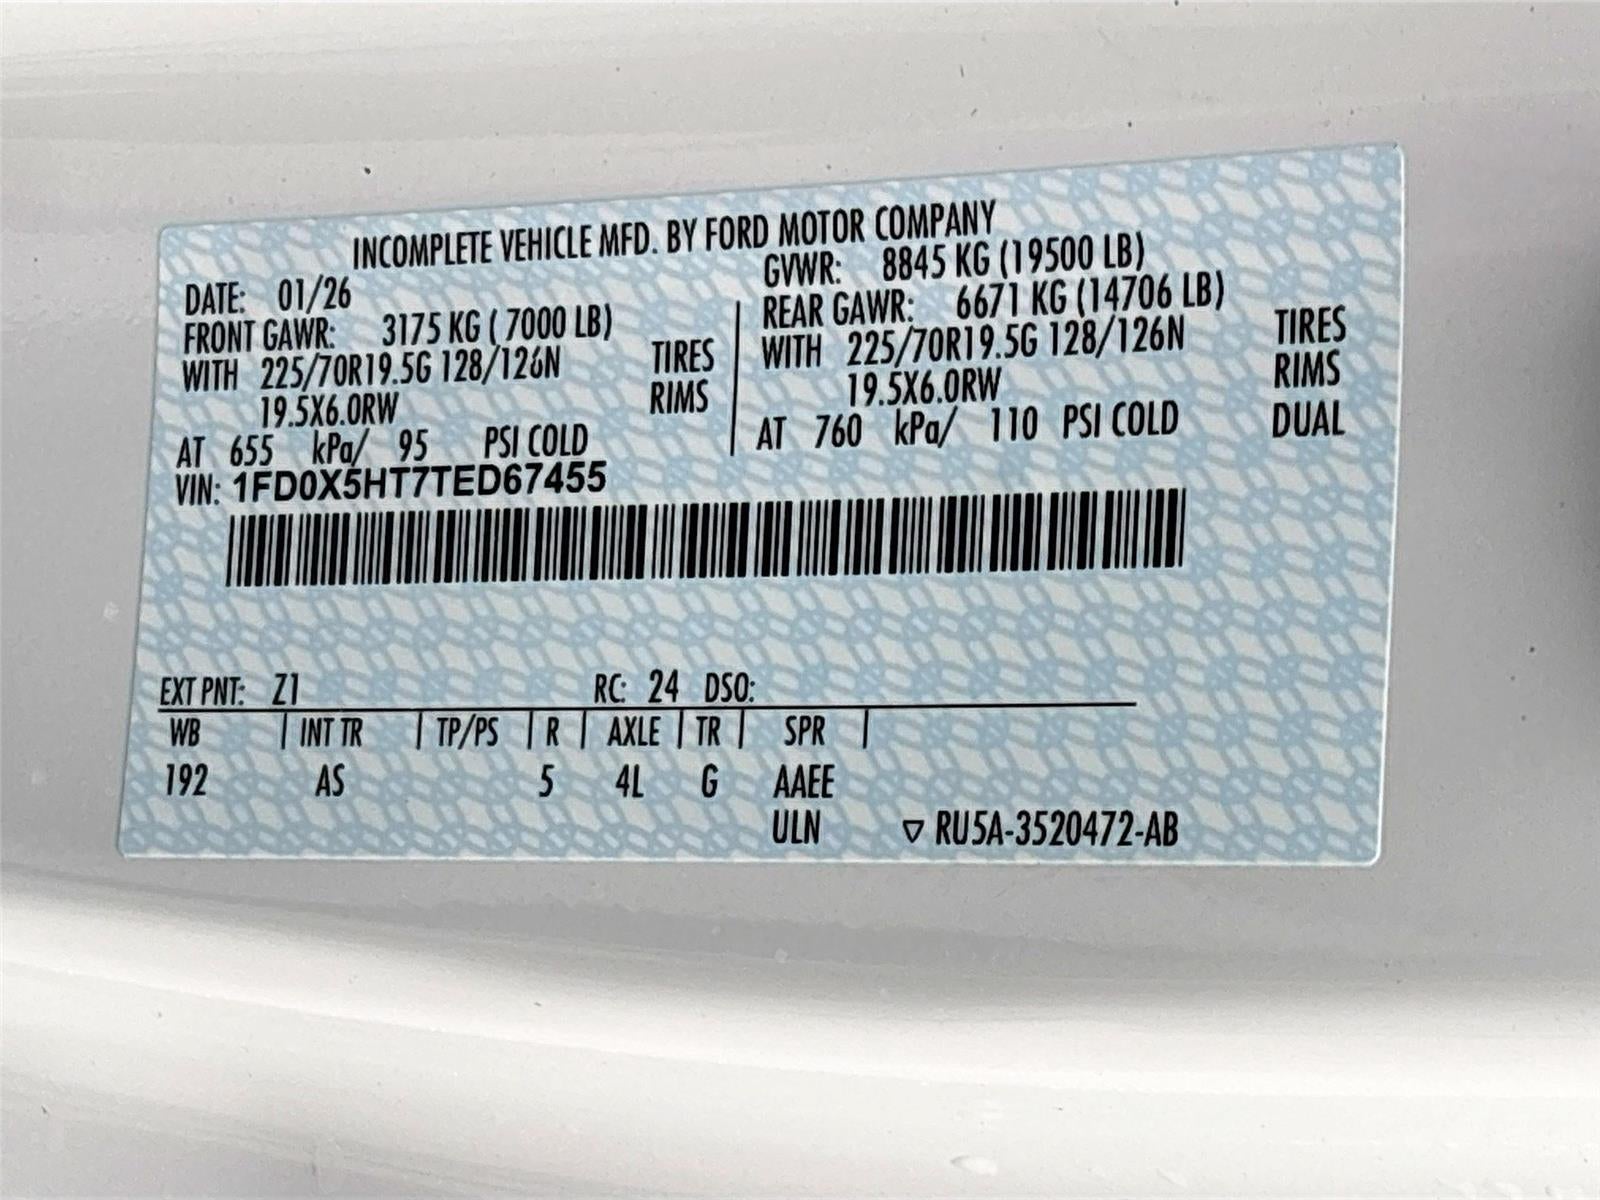 INCOMPLETE VEHICLE MFD. BY FORD MOTOR COMPANY
DATE: 01/26
GVWR: 8845 KG (19500 LB)
FRONT GAWR: 3175 KG ( 7000 LB)
REAR GAWR: 6671 KG (14706 LB)
WITH 225/70R19.5G 128/126N TIRES
WITH 225/70R19.5G 128/126N TIRES
19.5X6.0RW RIMS
19.5X6.0RW RIMS
AT 655 kPa/ 95 PSI COLD
AT 760 kPa/ 110 PSI COLD DUAL
VIN: 1FD0X5HT7TED67455
EXT PNT: Z1 RC: 24 DSO:
WB | INT TR | TP/PS | R | AXLE | TR | SPR |
192 AS 5 4L G AAEE
ULN ▽ RU5A-3520472-AB